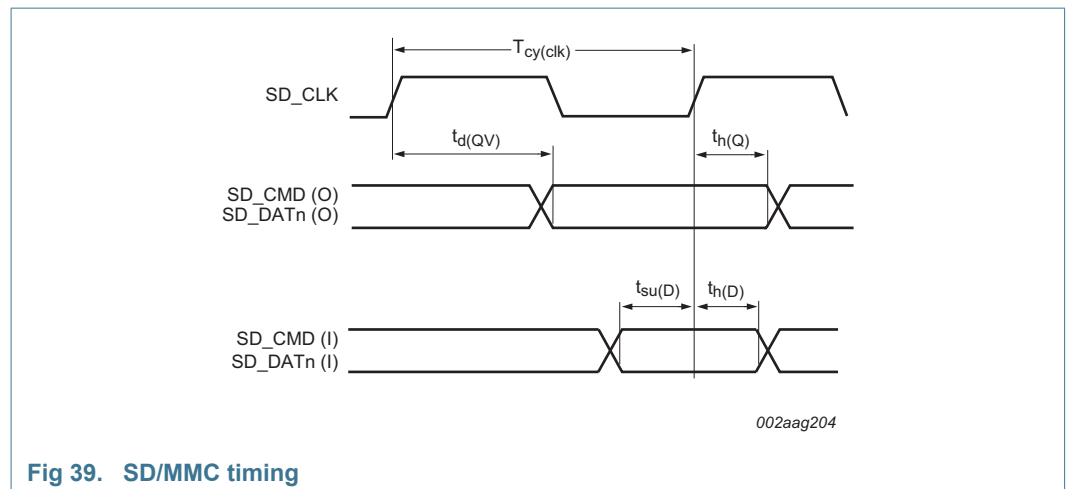 Tcy(clk)
SD_CLK
td(QV)
th(Q)
SD_CMD (O)
SD_DATn (O)
tsu(D)
th(D)
SD_CMD (I)
SD_DATn (I)
002aag204
Fig 39. SD/MMC timing